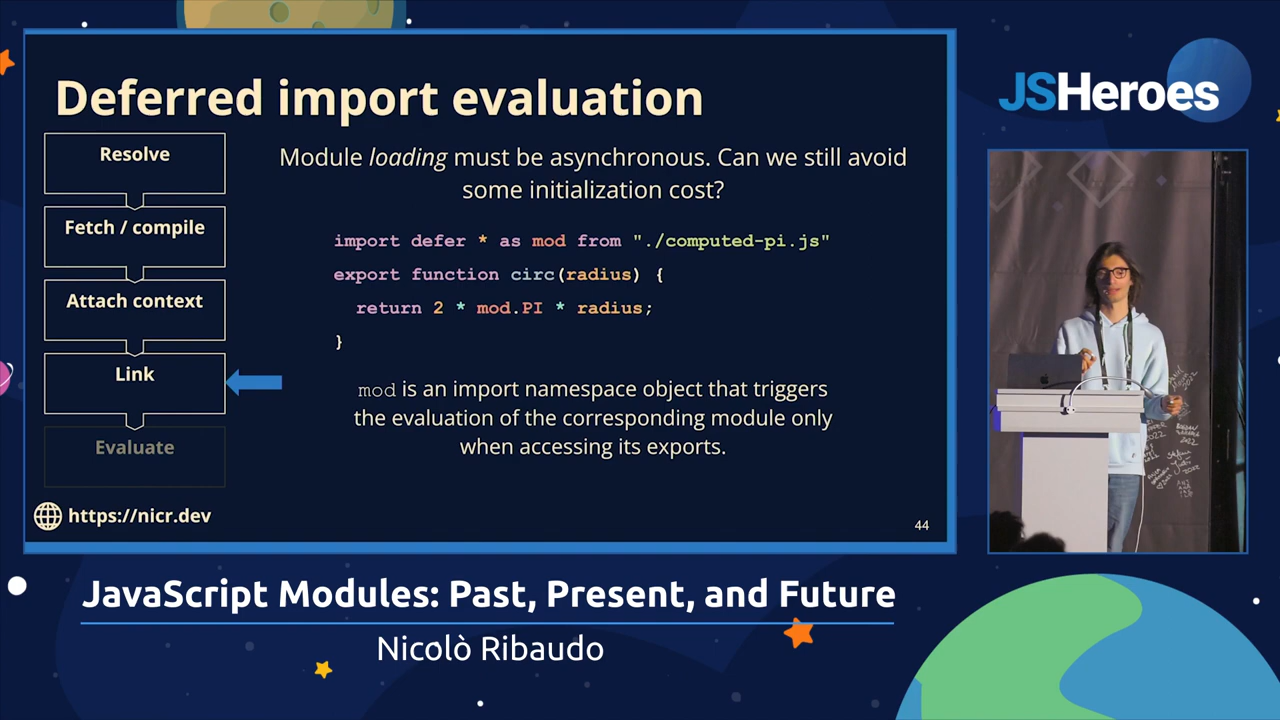 Deferred import evaluation
Resolve
Fetch / compile
Attach context
Link
Evaluate
Module loading must be asynchronous. Can we still avoid
some initialization cost?
import defer * as mod from "./computed-pi.js"
export function circ(radius) {
return 2 * mod.PI * radius;
}
mod is an import namespace object that triggers
the evaluation of the corresponding module only
when accessing its exports.
https://nicr.dev
44
JSHeroes
JavaScript Modules: Past, Present, and Future
Nicolò Ribaudo